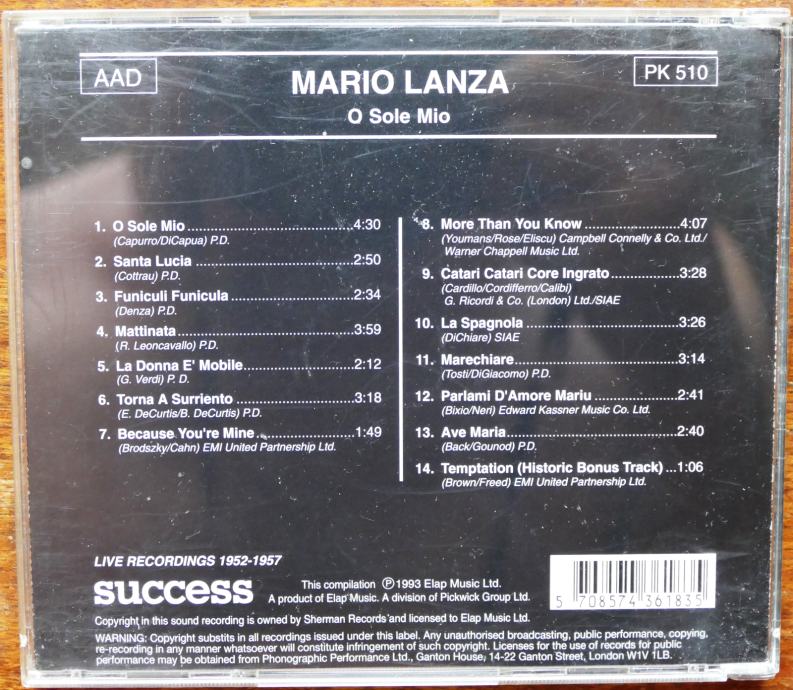 AAD
MARIO LANZA
PK 510
O Sole Mio
1. O Sole Mio ........ 4:30
(Capurro/DiCapua) P.D.
2. Santa Lucia ........ 2:50
(Cottrau) P.D.
3. Funiculi Funicula ........ 2:34
(Denza) P.D.
4. Mattinata ........ 3:59
(R. Leoncavallo) P.D.
5. La Donna E' Mobile ........ 2:12
(G. Verdi) P. D.
6. Torna A Surriento ........ 3:18
(E. DeCurtis/B. DeCurtis) P.D.
7. Because You're Mine ........ 1:49
(Brodszky/Cahn) EMI United Partnership Ltd.
8. More Than You Know ........ 4:07
(Youmans/Rose/Eliscu) Campbell Connelly & Co. Ltd./
Warner Chappell Music Ltd.
9. Catari Catari Core Ingrato ........ 3:28
(Cardillo/Cordifferro/Calibi)
G. Ricordi & Co. (London) Ltd./SIAE
10. La Spagnola ........ 3:26
(DiChiare) SIAE
11. Marechiare ........ 3:14
(Tosti/DiGiacomo) P.D.
12. Parlami D'Amore Mariu ........ 2:41
(Bixio/Neri) Edward Kassner Music Co. Ltd.
13. Ave Maria ........ 2:40
(Back/Gounod) P.D.
14. Temptation (Historic Bonus Track) ... 1:06
(Brown/Freed) EMI United Partnership Ltd.
LIVE RECORDINGS 1952-1957
success
This compilation ℗ 1993 Elap Music Ltd.
A product of Elap Music. A division of Pickwick Group Ltd.
5 708574 361835
Copyright in this sound recording is owned by Sherman Records and licensed to Elap Music Ltd.
WARNING: Copyright substits in all recordings issued under this label. Any unauthorised broadcasting, public performance, copying,
re-recording in any manner whatsoever will constitute infringement of such copyright. Licenses for the use of records for public
performance may be obtained from Phonographic Performance Ltd., Ganton House, 14-22 Ganton Street, London W1V 1LB.